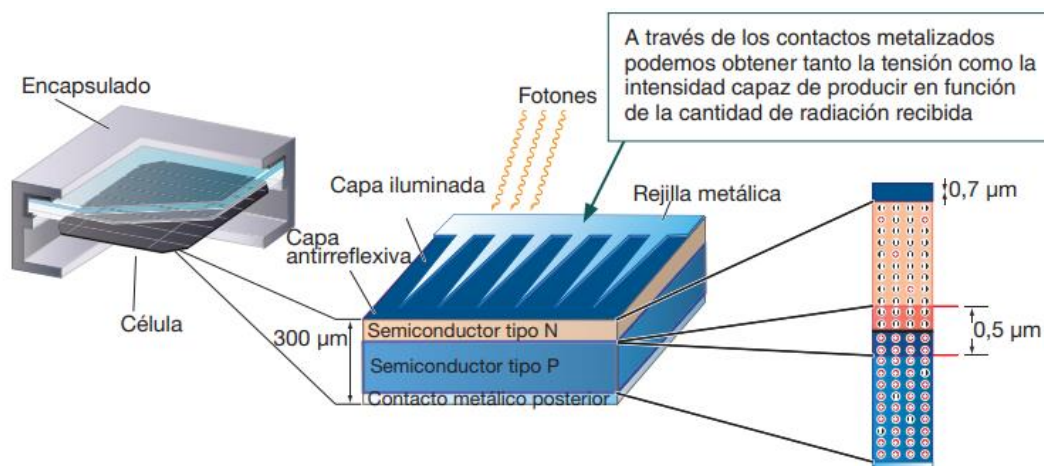 A través de los contactos metalizados
podemos obtener tanto la tensión como la
intensidad capaz de producir en función
de la cantidad de radiación recibida
Encapsulado
Fotones
Capa iluminada
Rejilla metálica
0,7 µm
Capa
antirreflexiva
Célula
300 µm
Semiconductor tipo N
0,5 µm
Semiconductor tipo P
Contacto metálico posterior